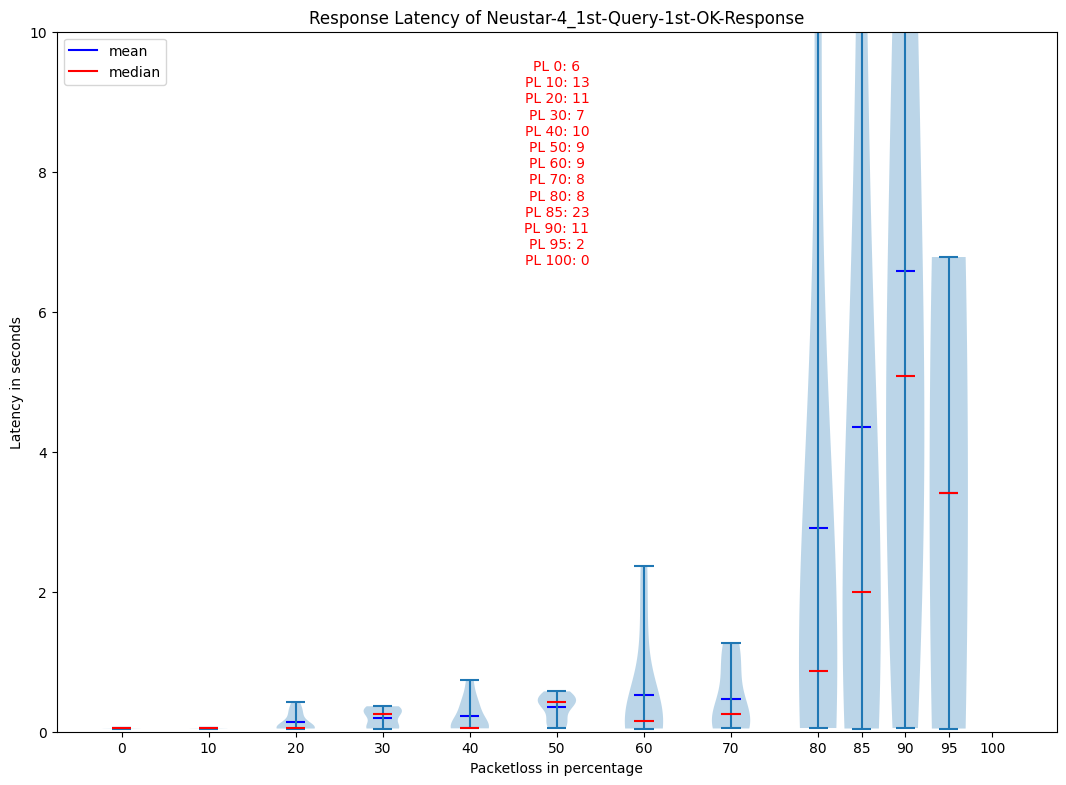 Response Latency of Neustar-4_1st-Query-1st-OK-Response
mean
median
PL 0: 6
PL 10: 13
PL 20: 11
PL 30: 7
PL 40: 10
PL 50: 9
PL 60: 9
PL 70: 8
PL 80: 8
PL 85: 23
PL 90: 11
PL 95: 2
PL 100: 0
10
8
6
4
2
0
Latency in seconds
0 10 20 30 40 50 60 70 80 85 90 95 100
Packetloss in percentage